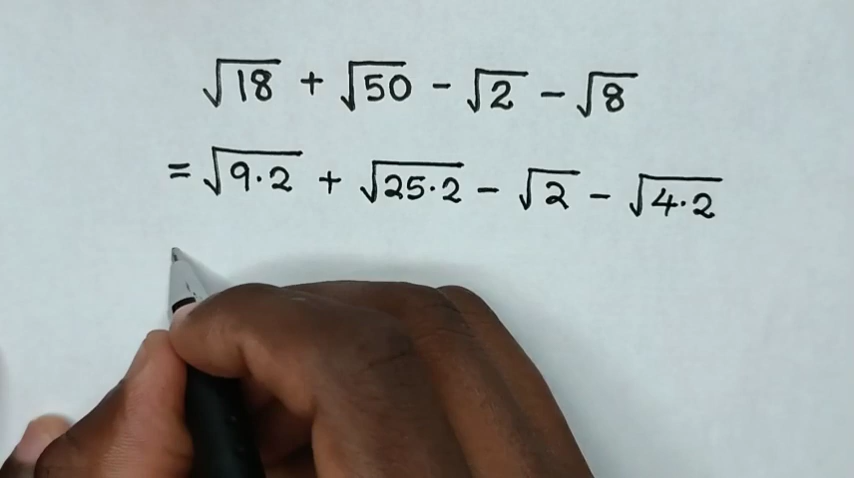 √18 + √50 - √2 - √8
= √9·2 + √25·2 - √2 - √4·2